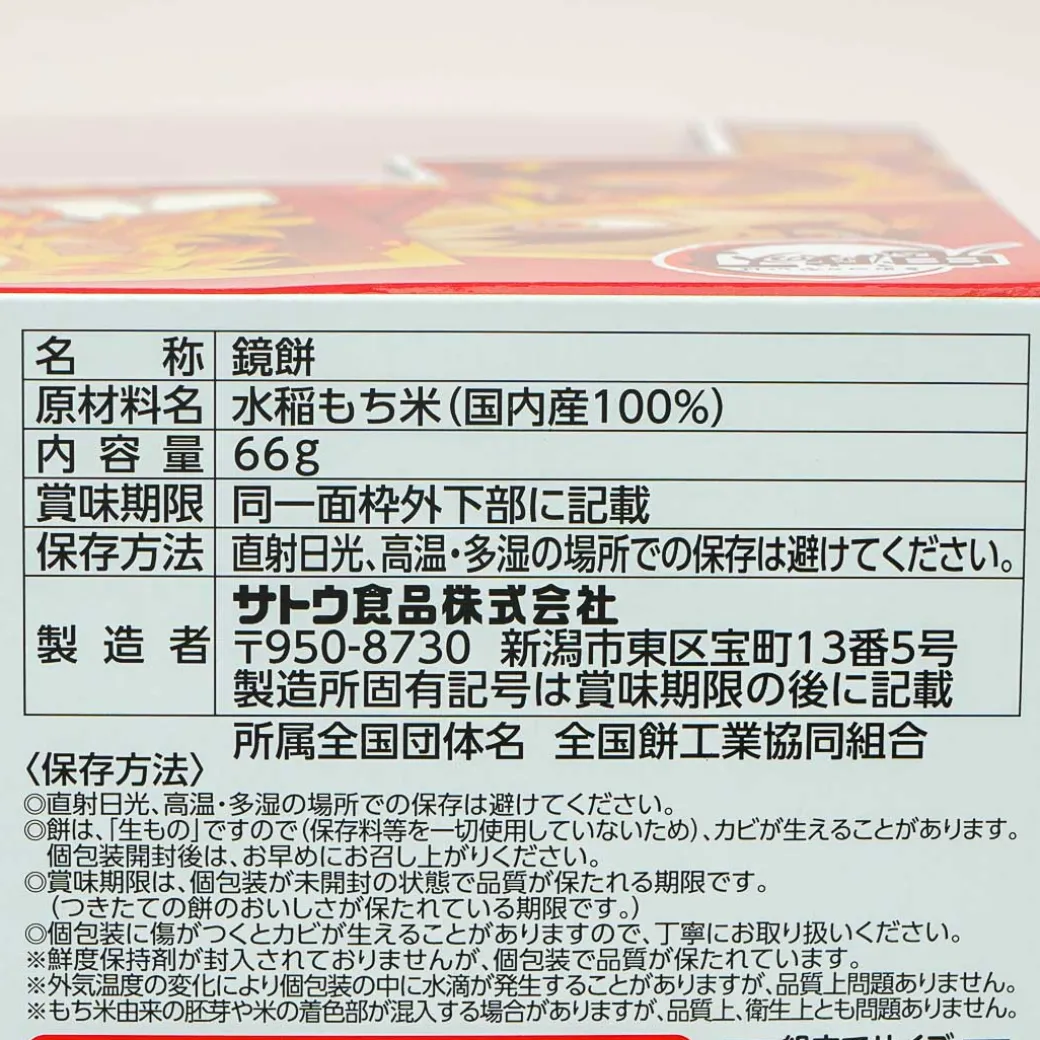 名称 鏡餅
原材料名 水稲もち米(国内産100%)
内容量 66g
賞味期限 同一面枠外下部に記載
保存方法 直射日光、高温・多湿の場所での保存は避けてください。
製造者 サトウ食品株式会社
〒950-8730 新潟市東区宝町13番5号
製造所固有記号は賞味期限の後に記載
所属全国団体名 全国餅工業協同組合
〈保存方法〉
◎直射日光、高温・多湿の場所での保存は避けてください。
◎餅は、「生もの」ですので(保存料等を一切使用していないため)、カビが生えることがあります。
個包装開封後は、お早めにお召し上がりください。
◎賞味期限は、個包装が未開封の状態で品質が保たれる期限です。
(つきたての餅のおいしさが保たれている期限です。)
◎個包装に傷がつくとカビが生えることがありますので、丁寧にお取り扱いください。
※鮮度保持剤が封入されておりませんが、個包装で品質が保たれています。
※外気温度の変化により個包装の中に水滴が発生することがありますが、品質上問題ありません。
※もち米由来の胚芽や米の着色部が混入する場合がありますが、品質上、衛生上とも問題ありません。